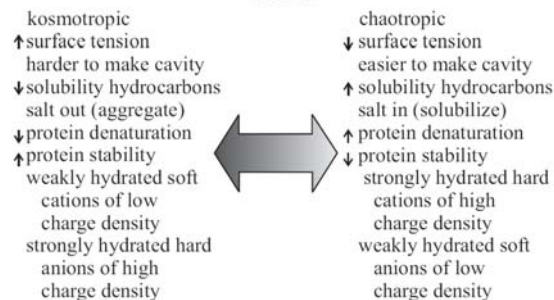 kosmotropic
↑surface tension
harder to make cavity
↓solubility hydrocarbons
salt out (aggregate)
↓protein denaturation
↑protein stability
weakly hydrated soft
cations of low
charge density
strongly hydrated hard
anions of high
charge density
chaotropic
↓ surface tension
easier to make cavity
↑ solubility hydrocarbons
salt in (solubilize)
↑ protein denaturation
↓ protein stability
strongly hydrated hard
cations of high
charge density
weakly hydrated soft
anions of low
charge density